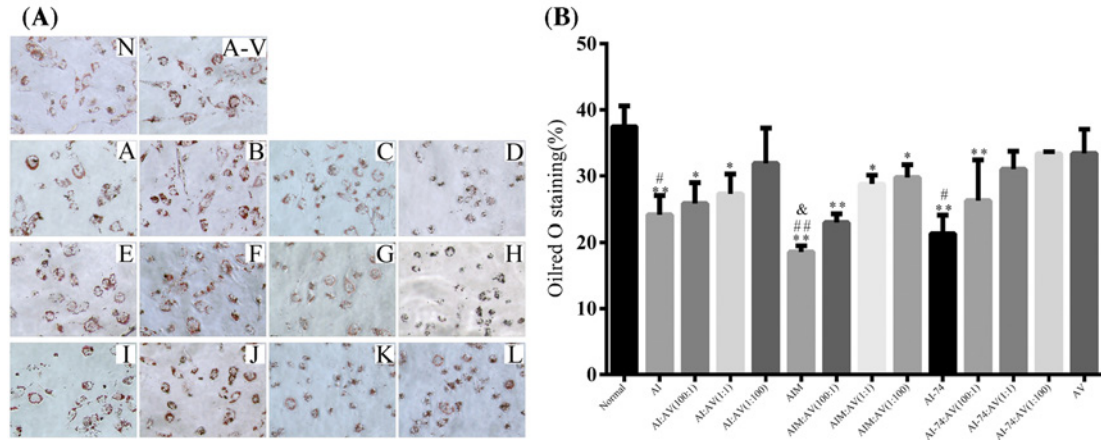 (A)
N A-V
A B C D
E F G H
I J K L
(B)
Oilred O staining(%)
50
40
30
20
10
0
#
**
*
*
&
##
**
**
*
*
#
**
**
Normal
AI
AI:AV(100:1)
AI:AV(1:1)
AI:AV(1:100)
AIM
AIM:AV(100:1)
AIM:AV(1:1)
AIM:AV(1:100)
AI-74
AI-74:AV(100:1)
AI-74:AV(1:1)
AI-74:AV(1:100)
AV